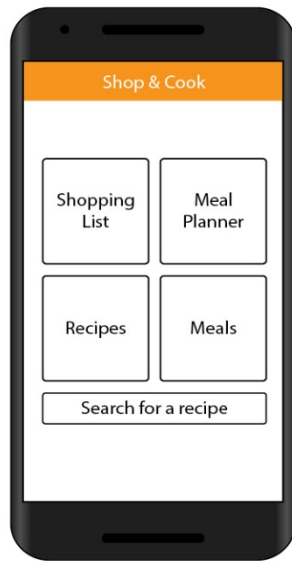 Shop & Cook
Shopping
List
Meal
Planner
Recipes
Meals
Search for a recipe